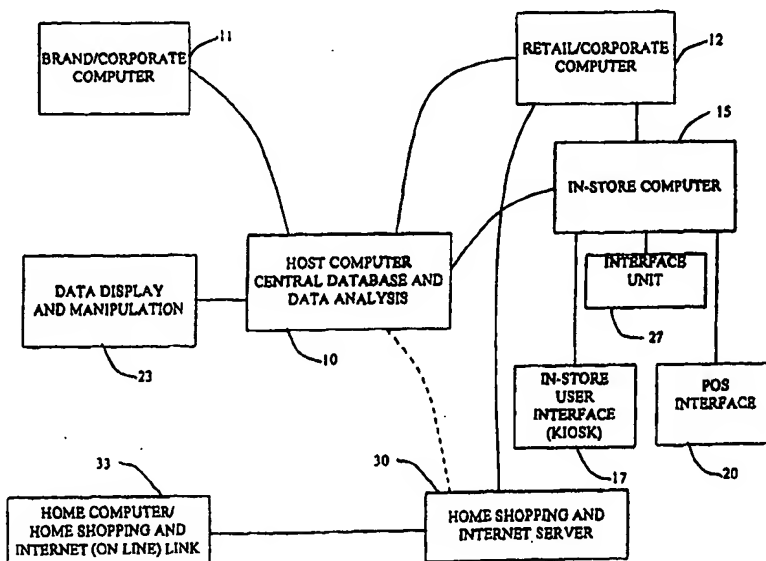 11
BRAND/CORPORATE
COMPUTER
RETAIL/CORPORATE
COMPUTER
12
15
IN-STORE COMPUTER
HOST COMPUTER
CENTRAL DATABASE AND
DATA ANALYSIS
10
DATA DISPLAY
AND MANIPULATION
23
INTERFACE
UNIT
27
IN-STORE
USER
INTERFACE
(KIOSK)
17
POS
INTERFACE
20
33
HOME COMPUTER/
HOME SHOPPING AND
INTERNET (ON LINE) LINK
30
HOME SHOPPING AND
INTERNET SERVER